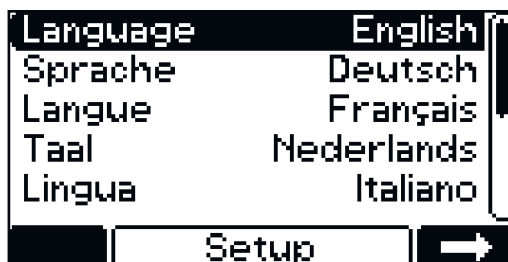 Language English
Sprache Deutsch
Langue Français
Taal Nederlands
Lingua Italiano
Setup